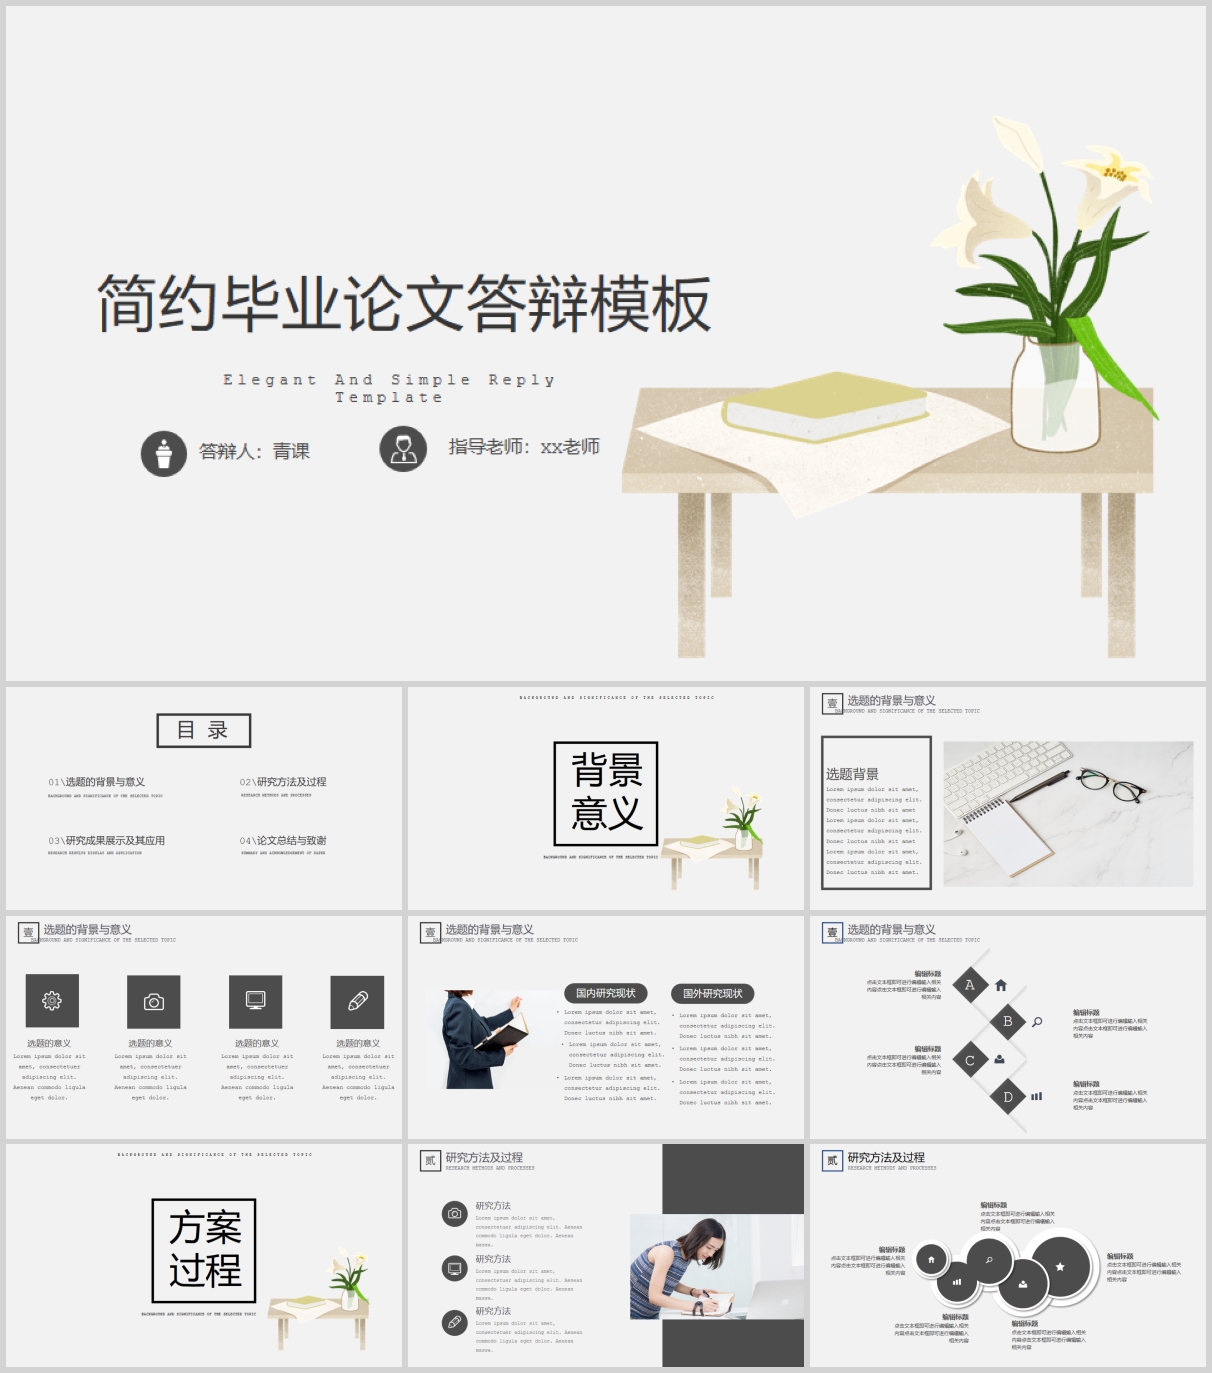 简约毕业论文答辩模板
Elegant And Simple Reply
Template
答辩人：青课
指导老师：xx老师
目 录
01\选题的背景与意义
BACKGROUND AND SIGNIFICANCE OF THE SELECTED TOPIC
02\研究方法及过程
RESEARCH METHODS AND PROCESSES
03\研究成果展示及其应用
RESEARCH RESULTS DISPLAY AND APPLICATION
04\论文总结与致谢
SUMMARY AND ACKNOWLEDGEMENT OF PAPER
BACKGROUND AND SIGNIFICANCE OF THE SELECTED TOPIC
背景
意义
BACKGROUND AND SIGNIFICANCE OF THE SELECTED TOPIC
壹
选题的背景与意义
BACKGROUND AND SIGNIFICANCE OF THE SELECTED TOPIC
选题背景
Lorem ipsum dolor sit amet,
consectetur adipiscing elit.
Donec luctus nibh sit amet
Lorem ipsum dolor sit amet,
consectetur adipiscing elit.
Donec luctus nibh sit amet
Lorem ipsum dolor sit amet,
consectetur adipiscing elit.
Donec luctus nibh sit amet.
壹
选题的背景与意义
BACKGROUND AND SIGNIFICANCE OF THE SELECTED TOPIC
选题的意义
Lorem ipsum dolor sit
amet, consectetuer
adipiscing elit.
Aenean commodo ligula
eget dolor.
选题的意义
Lorem ipsum dolor sit
amet, consectetuer
adipiscing elit.
Aenean commodo ligula
eget dolor.
选题的意义
Lorem ipsum dolor sit
amet, consectetuer
adipiscing elit.
Aenean commodo ligula
eget dolor.
选题的意义
Lorem ipsum dolor sit
amet, consectetuer
adipiscing elit.
Aenean commodo ligula
eget dolor.
壹
选题的背景与意义
BACKGROUND AND SIGNIFICANCE OF THE SELECTED TOPIC
国内研究现状
• Lorem ipsum dolor sit amet,
consectetur adipiscing elit.
Donec luctus nibh sit amet.
• Lorem ipsum dolor sit amet,
consectetur adipiscing elit.
Donec luctus nibh sit amet.
• Lorem ipsum dolor sit amet,
consectetur adipiscing elit.
Donec luctus nibh sit amet.
国外研究现状
• Lorem ipsum dolor sit amet,
consectetur adipiscing elit.
Donec luctus nibh sit amet.
• Lorem ipsum dolor sit amet,
consectetur adipiscing elit.
Donec luctus nibh sit amet.
• Lorem ipsum dolor sit amet,
consectetur adipiscing elit.
Donec luctus nibh sit amet.
壹
选题的背景与意义
BACKGROUND AND SIGNIFICANCE OF THE SELECTED TOPIC
编辑标题
点击文本框即可进行编辑输入相关
内容点击文本框即可进行编辑输入
相关内容
A
B
编辑标题
点击文本框即可进行编辑输入相关
内容点击文本框即可进行编辑输入
相关内容
编辑标题
点击文本框即可进行编辑输入相关
内容点击文本框即可进行编辑输入
相关内容
C
D
编辑标题
点击文本框即可进行编辑输入相关
内容点击文本框即可进行编辑输入
相关内容
BACKGROUND AND SIGNIFICANCE OF THE SELECTED TOPIC
方案
过程
BACKGROUND AND SIGNIFICANCE OF THE SELECTED TOPIC
贰
研究方法及过程
RESEARCH METHODS AND PROCESSES
研究方法
Lorem ipsum dolor sit amet,
consectetuer adipiscing elit. Aenean
commodo ligula eget dolor. Aenean
massa.
研究方法
Lorem ipsum dolor sit amet,
consectetuer adipiscing elit. Aenean
commodo ligula eget dolor. Aenean
massa.
研究方法
Lorem ipsum dolor sit amet,
consectetuer adipiscing elit. Aenean
commodo ligula eget dolor. Aenean
massa.
贰
研究方法及过程
RESEARCH METHODS AND PROCESSES
编辑标题
点击文本框即可进行编辑输入相关
内容点击文本框即可进行编辑输入
相关内容
编辑标题
点击文本框即可进行编辑输入相关
内容点击文本框即可进行编辑输入
相关内容
编辑标题
点击文本框即可进行编辑输入相关
内容点击文本框即可进行编辑输入
相关内容
编辑标题
点击文本框即可进行编辑输入相关
内容点击文本框即可进行编辑输入
相关内容
编辑标题
点击文本框即可进行编辑输入相关
内容点击文本框即可进行编辑输入
相关内容